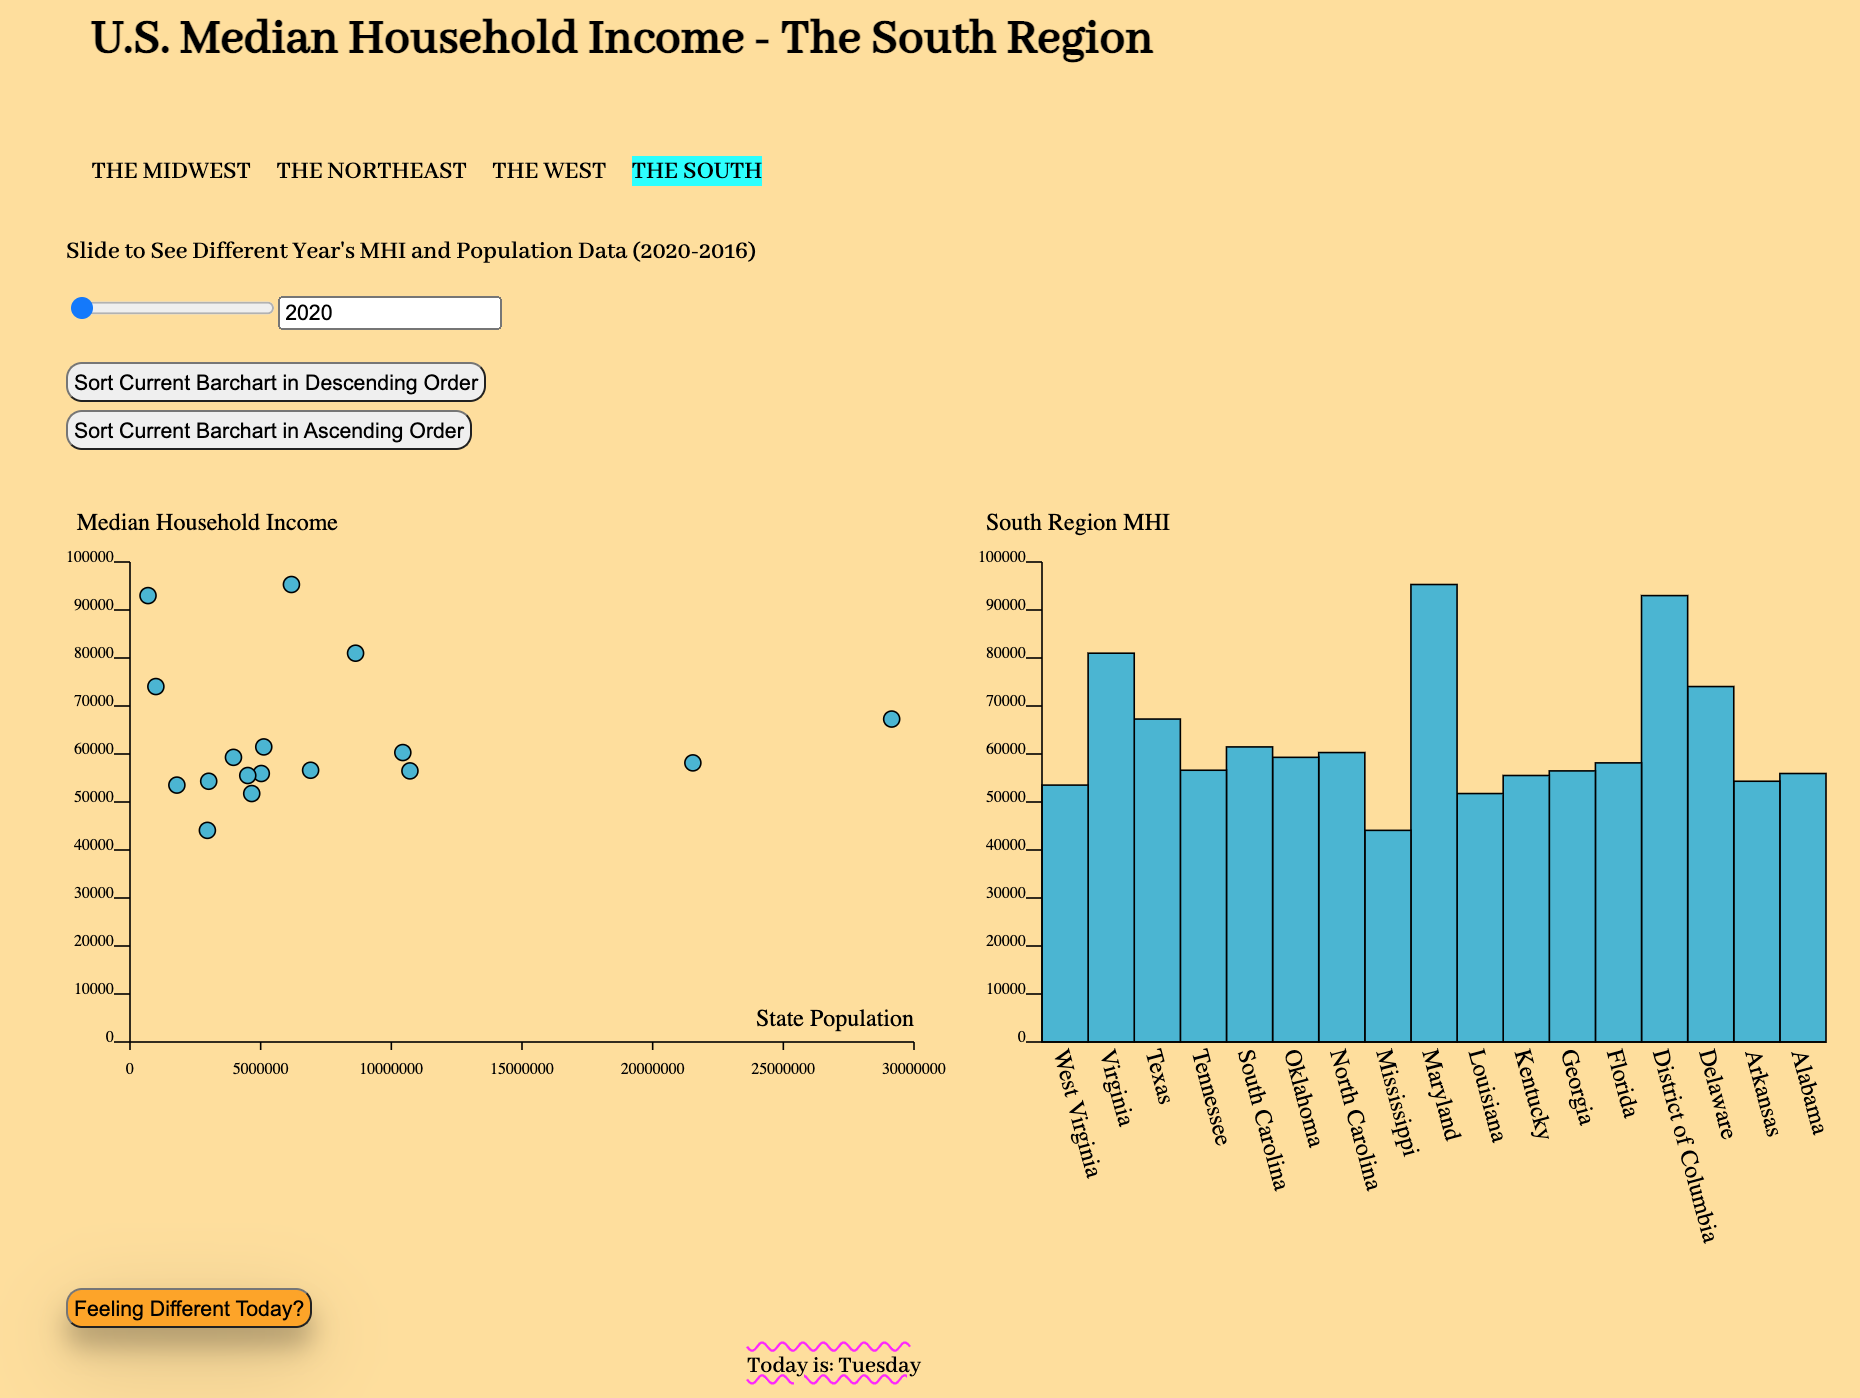 U.S. Median Household Income - The South Region
THE MIDWEST THE NORTHEAST THE WEST THE SOUTH
Slide to See Different Year's MHI and Population Data (2020-2016)
2020
Sort Current Barchart in Descending Order
Sort Current Barchart in Ascending Order
Median Household Income
100000
90000
80000
70000
60000
50000
40000
30000
20000
10000
0
State Population
0 5000000 10000000 15000000 20000000 25000000 30000000
South Region MHI
100000
90000
80000
70000
60000
50000
40000
30000
20000
10000
0
West Virginia
Virginia
Texas
Tennessee
South Carolina
Oklahoma
North Carolina
Mississippi
Maryland
Louisiana
Kentucky
Georgia
Florida
District of Columbia
Delaware
Arkansas
Alabama
Feeling Different Today?
Today is: Tuesday